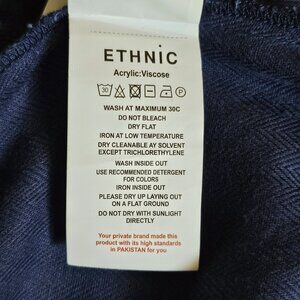 ETHNIC
Acrylic:Viscose
30
WASH AT MAXIMUM 30C
DO NOT BLEACH
DRY FLAT
IRON AT LOW TEMPERATURE
DRY CLEANABLE AY SOLVENT
EXCEPT TRICHLORETHYLENE
WASH INSIDE OUT
USE RECOMMENDED DETERGENT
FOR COLORS
IRON INSIDE OUT
PLEASE DRY UP LAYING OUT
ON A FLAT GROUND
DO NOT DRY WITH SUNLIGHT
DIRECTLY
Your private brand made this
product with its high standards
in PAKISTAN for you